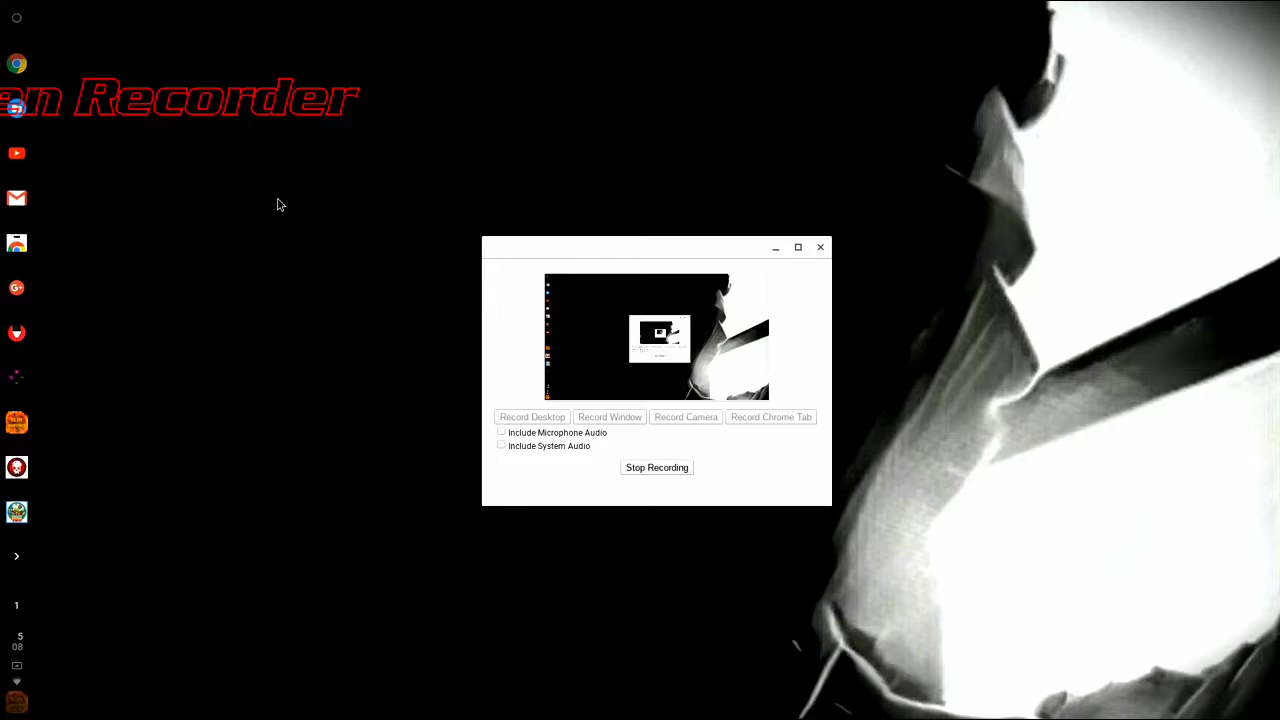 en Recorder
Record Desktop Record Window Record Camera Record Chrome Tab
Include Microphone Audio
Include System Audio
Stop Recording
1
5
08